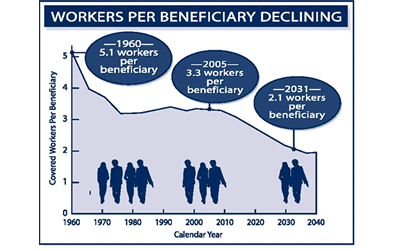 WORKERS PER BENEFICIARY DECLINING
—1960—
5.1 workers
per
beneficiary
—2005—
3.3 workers
per
beneficiary
—2031—
2.1 workers
per
beneficiary
Covered Workers Per Beneficiary
5
4
3
2
1
0
1960 1970 1980 1990 2000 2010 2020 2030 2040
Calendar Year